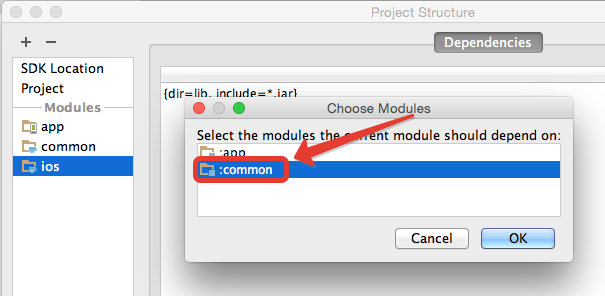 Project Structure
Dependencies
SDK Location
Project
Modules
app
common
ios
{dir=lib, include=*.jar}
Choose Modules
Select the modules the current module should depend on:
:app
:common
Cancel
OK